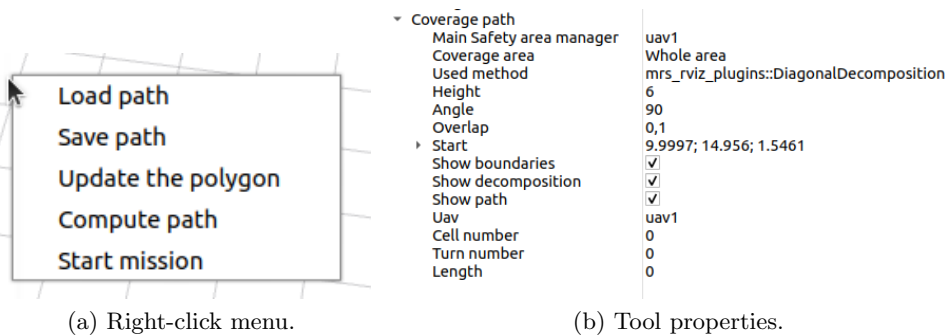 Load path
Save path
Update the polygon
Compute path
Start mission
(a) Right-click menu.
Coverage path
Main Safety area manager uav1
Coverage area Whole area
Used method mrs_rviz_plugins::DiagonalDecomposition
Height 6
Angle 90
Overlap 0,1
Start 9.9997; 14.956; 1.5461
Show boundaries
Show decomposition
Show path
Uav uav1
Cell number 0
Turn number 0
Length 0
(b) Tool properties.